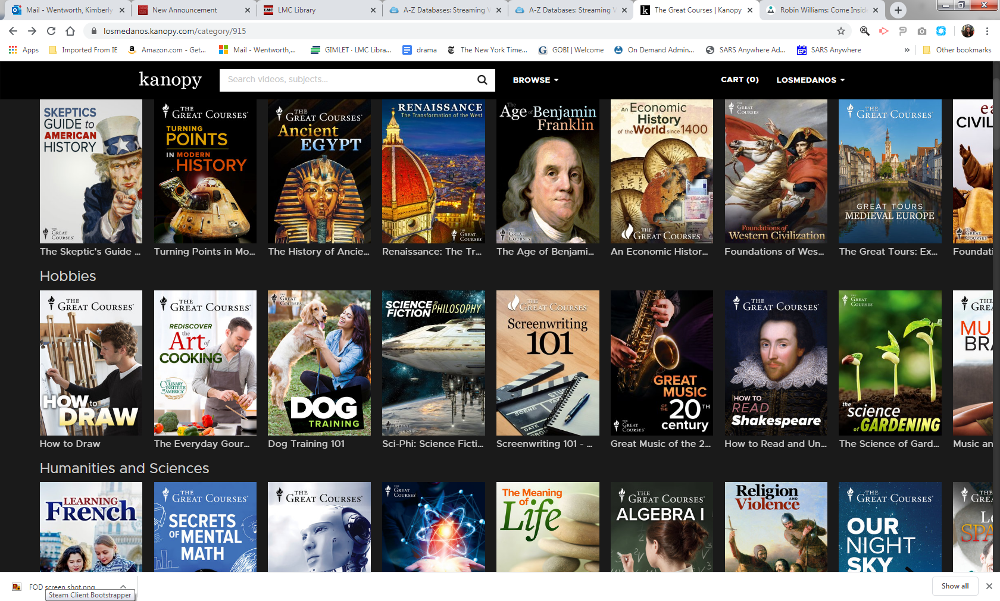 Mail - Wentworth, Kimberly
New Announcement
LMC Library
A-Z Databases: Streaming
A-Z Databases: Streaming
The Great Courses | Kanopy
Robin Williams: Come Insid
losmedanos.kanopy.com/category/915
Apps
Imported From IE
Amazon.com - Get...
Mail - Wentworth,...
GIMLET · LMC Libra...
drama
The New York Time...
GOBI | Welcome
On Demand Admin...
SARS Anywhere Ad...
SARS Anywhere
»
Other bookmarks
kanopy
Search videos, subjects...
BROWSE
CART (0)
LOSMEDANOS
SKEPTICS
GUIDE to
AMERICAN
HISTORY
THE
GREAT
COURSES
THE
GREAT COURSES
TURNING
POINTS
IN MODERN
HISTORY
THE
GREAT COURSES
Ancient
EGYPT
RENAISSANCE
The Transformation of the West
THE
GREAT
COURSES
The
Age of Benjamin
Franklin
THE
GREAT
COURSES
An Economic
History
of the World since 1400
THE
GREAT COURSES
THE
GREAT
COURSES
Foundations of
Western Civilization
THE
GREAT COURSES
GREAT TOURS
MEDIEVAL EUROPE
ea
CIVIL
THE
GREAT
COURSES
The Skeptic's Guide ...
Turning Points in Mo...
The History of Ancie...
Renaissance: The Tr...
The Age of Benjami...
An Economic Histor...
Foundations of Wes...
The Great Tours: Ex...
Foundati
Hobbies
THE
GREAT COURSES
HOW to
DRAW
THE
GREAT COURSES
REDISCOVER
the
Art of
COOKING
THE
CULINARY
INSTITUTE
OF AMERICA
THE
GREAT
COURSES
DOG
TRAINING
SCIENCE
FICTION as PHILOSOPHY
THE
GREAT
COURSES
THE
GREAT COURSES
Screenwriting
101
SCENE
DATE
GREAT
MUSIC
OF THE 20TH
century
THE
GREAT
COURSES
THE
GREAT COURSES
HOW TO
READ
Shakespeare
THE
GREAT
COURSES
the
science
of GARDENING
THE
GREA
MU
BRA
How to Draw
The Everyday Gour...
Dog Training 101
Sci-Phi: Science Ficti...
Screenwriting 101 - ...
Great Music of the 2...
How to Read and Un...
The Science of Gard...
Music an
Humanities and Sciences
LEARNING
FRENCH
THE
GREAT COURSES
SECRETS
OF MENTAL
MATH
THE
GREAT COURSES
THE
GREAT
COURSES
The Meaning
of
Life
THE
GREAT COURSES
ALGEBRA I
Religion
AND
Violence
THE
GREAT COURSES
OUR
NIGHT
SKY
THE
GREA
Le
SPA
FOD screen shot.png
Steam Client Bootstrapper
Show all